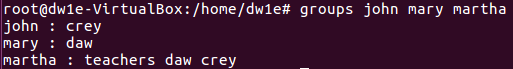 root@dw1e-VirtualBox:/home/dw1e# groups john mary martha
john : crey
mary : daw
martha : teachers daw crey